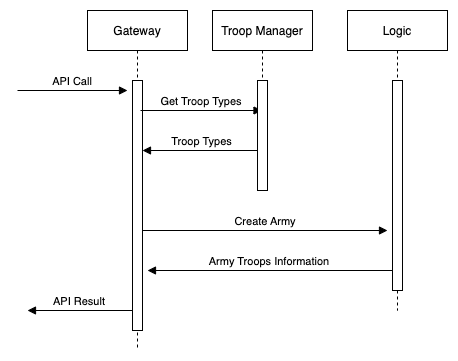 Gateway
Troop Manager
Logic
API Call
Get Troop Types
Troop Types
Create Army
Army Troops Information
API Result